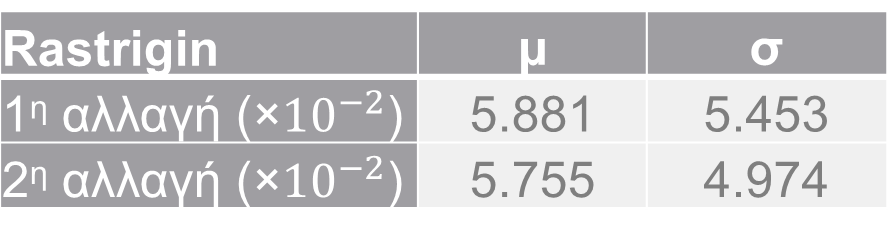 Rastrigin μ σ
1η αλλαγή (×10⁻²) 5.881 5.453
2η αλλαγή (×10⁻²) 5.755 4.974